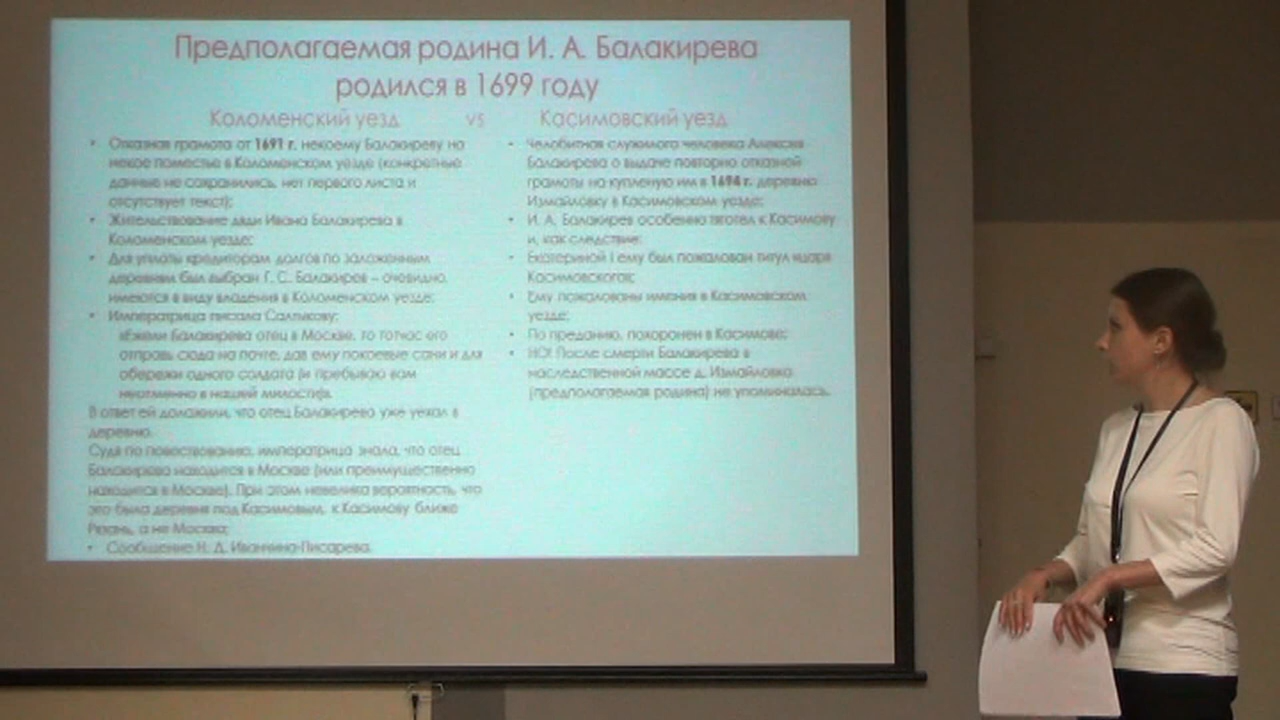 Предполагаемая родина И. А. Балакирева
родился в 1699 году
Коломенский уезд vs Касимовский уезд
• Отказная грамота от 1691 г. некоему Балакиреву на
некое поместье в Коломенском уезде (конкретные
данные не сохранились, нет первого листа и
отсутствует текст);
• Жительствование дяди Ивана Балакирева в
Коломенском уезде;
• Для уплаты кредиторам долгов по заложенным
деревням был выбран Г. С. Балакирев – очевидно,
имеются в виду владения в Коломенском уезде;
• Императрица писала Салтыкову:
«Ежели Балакирева отец в Москве, то тотчас его
отправь сюда на почте, дав ему покоевые сани и для
обережи одного солдата (и пребываю вам
неотменно в нашей милости)».
В ответ ей доложили, что отец Балакирева уже уехал в
деревню.
Судя по повествованию, императрица знала, что отец
Балакирева находится в Москве (или преимущественно
находится в Москве). При этом невелика вероятность, что
это была деревня под Касимовым, к Касимову ближе
Рязань, а не Москва;
• Сообщение Н. Д. Иванчина-Писарева.
• Челобитная служилого человека Алексея
Балакирева о выдаче повторно отказной
грамоты на купленую им в 1694 г. деревню
Измайловку в Касимовском уезде;
• И. А. Балакирев особенно тяготел к Касимову
и, как следствие:
• Екатериной I ему был пожалован титул «царя
Касимовского»;
• Ему пожалованы имения в Касимовском
уезде;
• По преданию, похоронен в Касимове;
• НО! После смерти Балакирева в
наследственной массе д. Измайловка
(предполагаемая родина) не упоминалась.